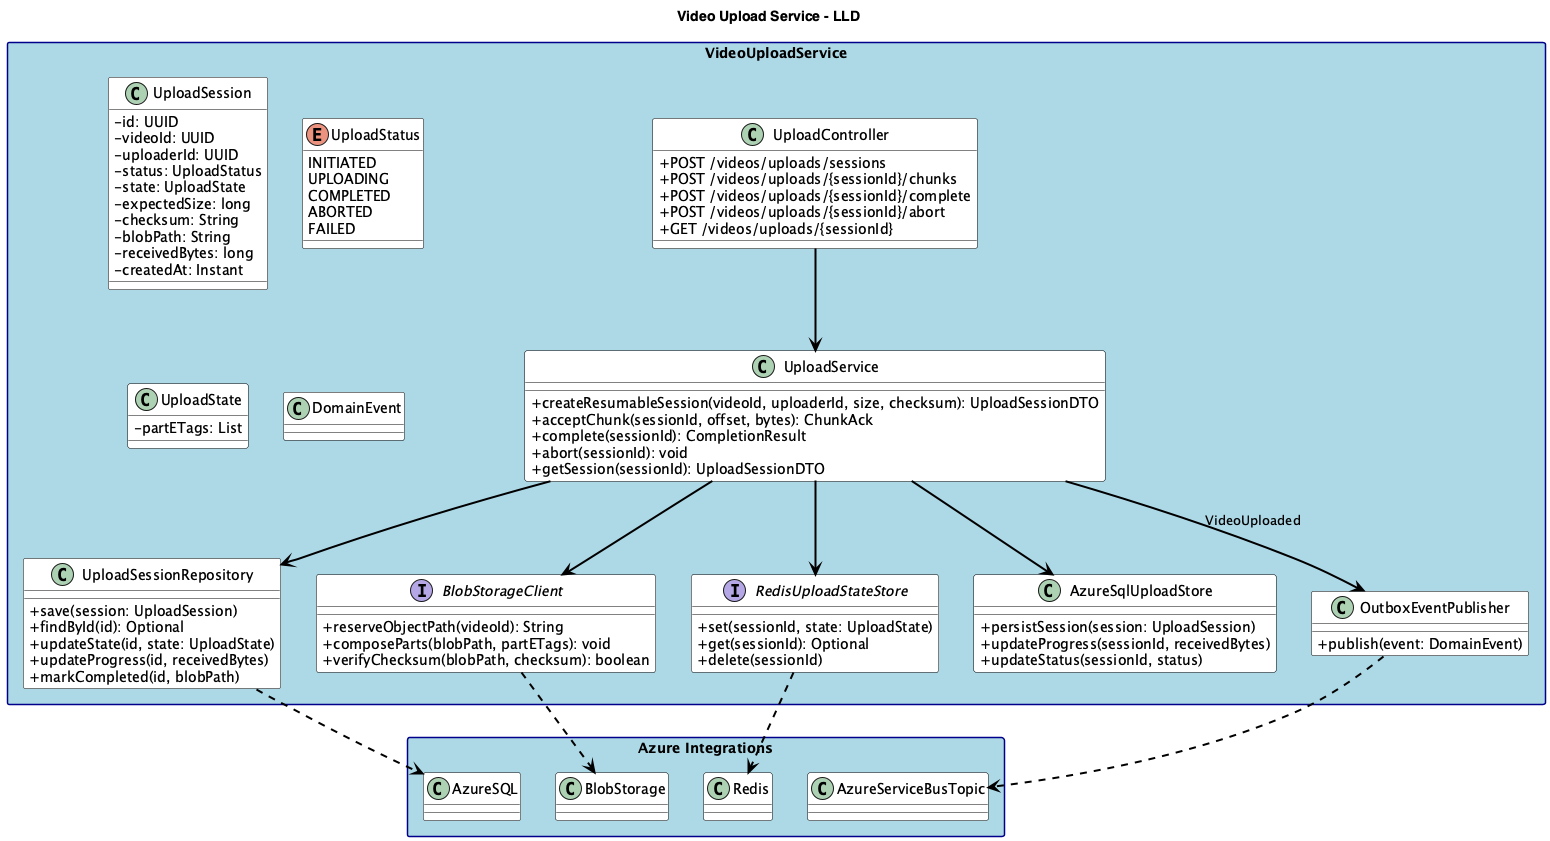 Video Upload Service - LLD
VideoUploadService
C UploadSession
-id: UUID
-videoId: UUID
-uploaderId: UUID
-status: UploadStatus
-state: UploadState
-expectedSize: long
-checksum: String
-blobPath: String
-receivedBytes: long
-createdAt: Instant
E UploadStatus
INITIATED
UPLOADING
COMPLETED
ABORTED
FAILED
C UploadController
+POST /videos/uploads/sessions
+POST /videos/uploads/{sessionId}/chunks
+POST /videos/uploads/{sessionId}/complete
+POST /videos/uploads/{sessionId}/abort
+GET /videos/uploads/{sessionId}
C UploadState
-partETags: List
C DomainEvent
C UploadService
+createResumableSession(videoId, uploaderId, size, checksum): UploadSessionDTO
+acceptChunk(sessionId, offset, bytes): ChunkAck
+complete(sessionId): CompletionResult
+abort(sessionId): void
+getSession(sessionId): UploadSessionDTO
VideoUploaded
C UploadSessionRepository
+save(session: UploadSession)
+findById(id): Optional
+updateState(id, state: UploadState)
+updateProgress(id, receivedBytes)
+markCompleted(id, blobPath)
I BlobStorageClient
+reserveObjectPath(videoId): String
+composeParts(blobPath, partETags): void
+verifyChecksum(blobPath, checksum): boolean
I RedisUploadStateStore
+set(sessionId, state: UploadState)
+get(sessionId): Optional
+delete(sessionId)
C AzureSqlUploadStore
+persistSession(session: UploadSession)
+updateProgress(sessionId, receivedBytes)
+updateStatus(sessionId, status)
C OutboxEventPublisher
+publish(event: DomainEvent)
Azure Integrations
C AzureSQL
C BlobStorage
C Redis
C AzureServiceBusTopic